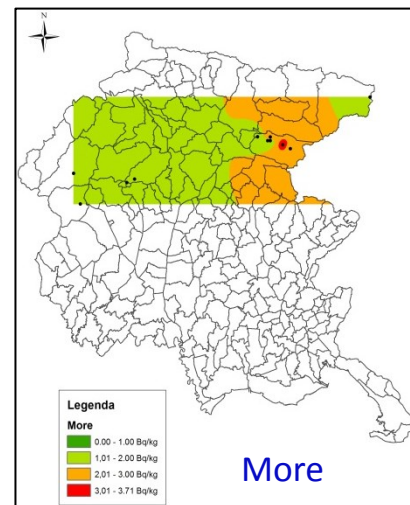 N
Legenda
More
0.00 - 1.00 Bq/kg
1,01 - 2.00 Bq/kg
2,01 - 3.00 Bq/kg
3,01 - 3.71 Bq/kg
More